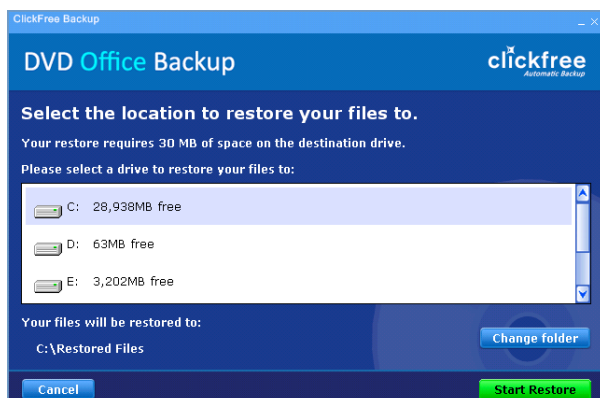 ClickFree Backup
DVD Office Backup
clickfree
Automatic Backup
Select the location to restore your files to.
Your restore requires 30 MB of space on the destination drive.
Please select a drive to restore your files to:
C: 28,938MB free
D: 63MB free
E: 3,202MB free
Your files will be restored to:
C:\Restored Files
Change folder
Cancel
Start Restore